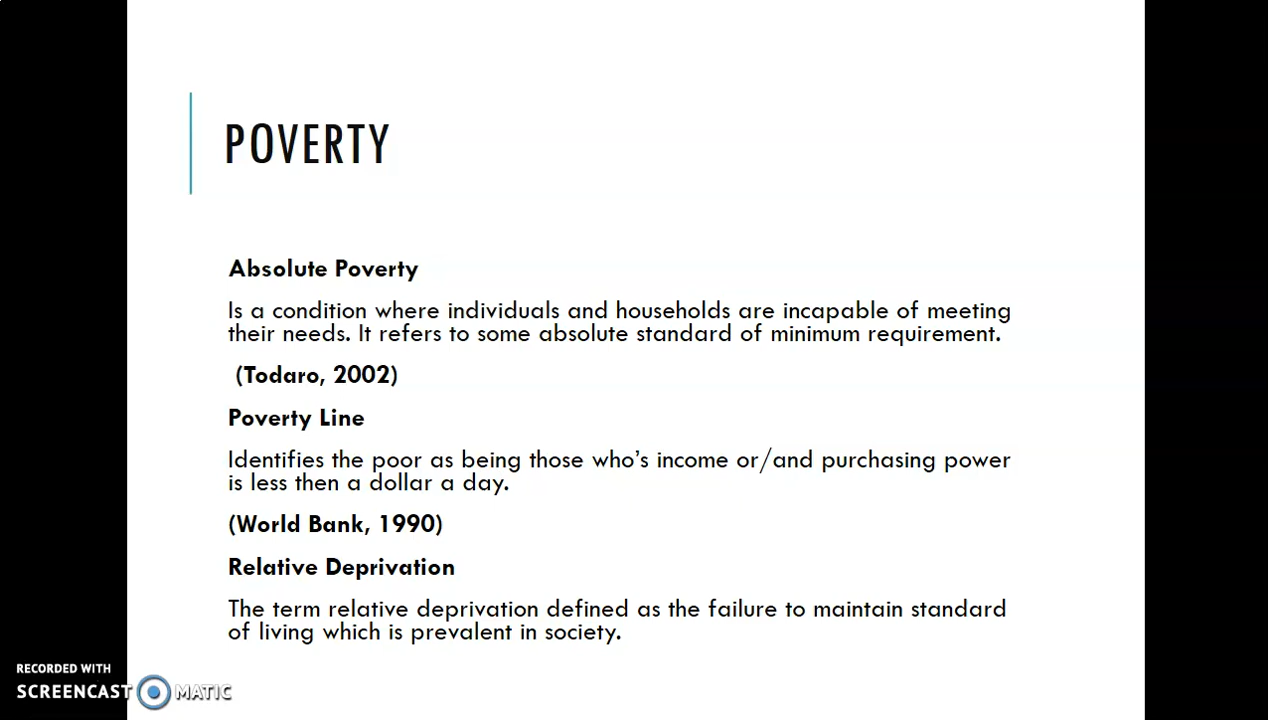 POVERTY
Absolute Poverty
Is a condition where individuals and households are incapable of meeting
their needs. It refers to some absolute standard of minimum requirement.
(Todaro, 2002)
Poverty Line
Identifies the poor as being those who’s income or/and purchasing power
is less then a dollar a day.
(World Bank, 1990)
Relative Deprivation
The term relative deprivation defined as the failure to maintain standard
of living which is prevalent in society.
RECORDED WITH
SCREENCAST MATIC